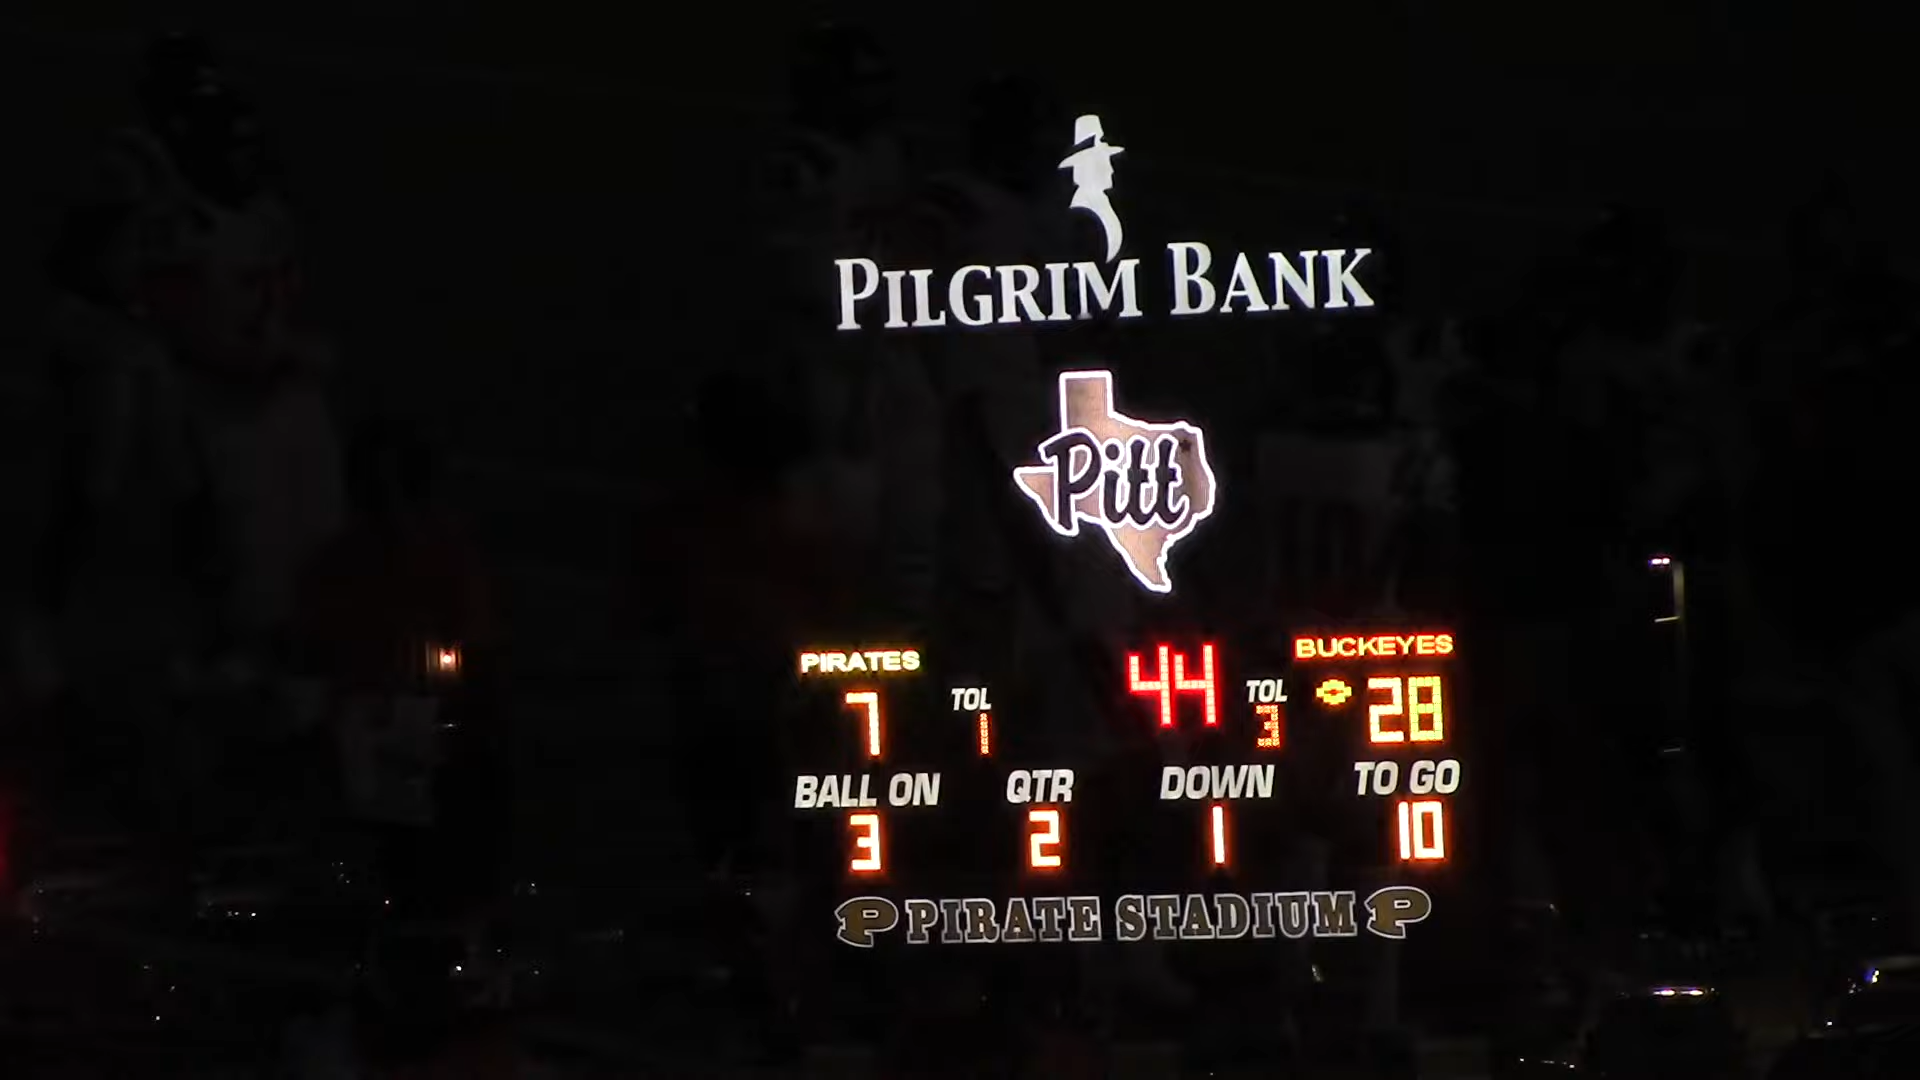 PILGRIM BANK
Pitt
PIRATES 44 BUCKEYES
7 TOL 1 TOL 3 28
BALL ON QTR DOWN TO GO
3 2 1 10
P PIRATE STADIUM P